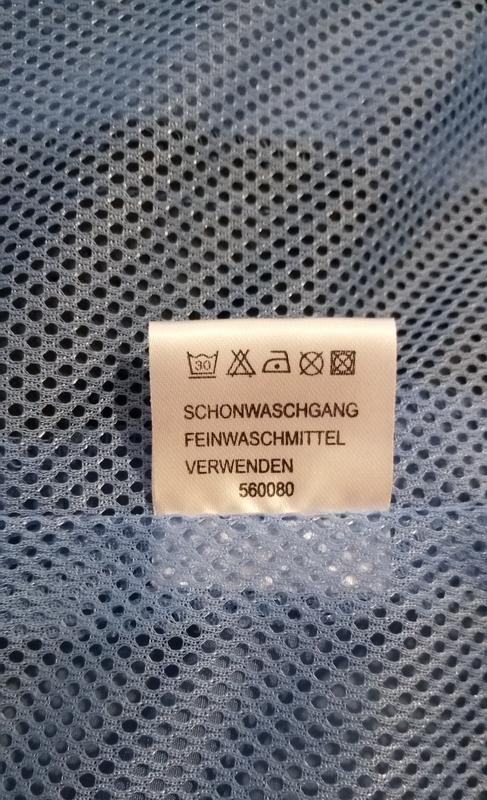 30
SCHONWASCHGANG
FEINWASCHMITTEL
VERWENDEN
560080